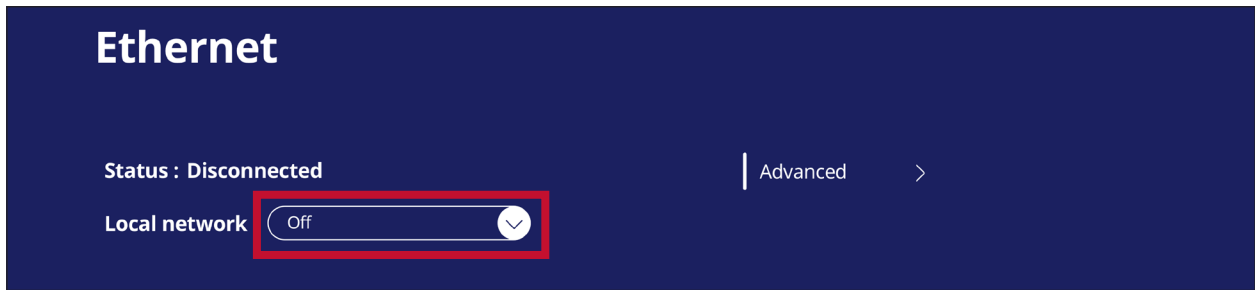 Ethernet
Status : Disconnected
Advanced
Local network
Off